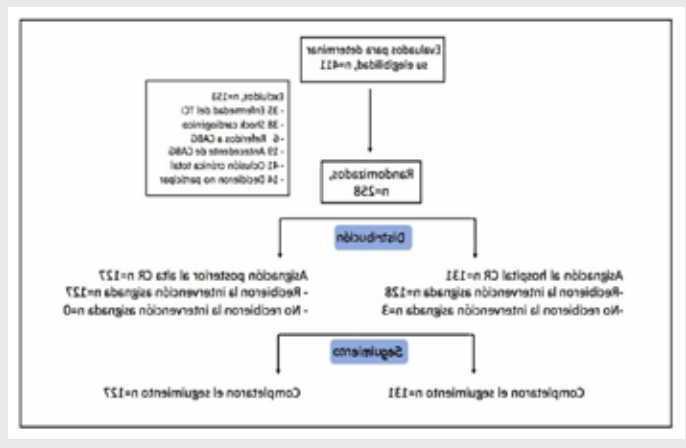 Evaluados para determinar
su elegibilidad, n=411
Excluidos, n=153
- 35 Enfermedad del TCI
- 38 Shock cardiogénico
- 6 Referidos a CABG
- 19 Antecedente de CABG
- 41 Oclusión crónica total
- 14 Decidieron no participar
Randomizados,
n=258
Distribución
Asignación al hospital CR n=131
-Recibieron la intervención asignada n=128
-No recibieron la intervención asignada n=3
Asignación posterior al alta CR n=127
- Recibieron la intervención asignada n=127
- No recibieron la intervención asignada n=0
Seguimiento
Completaron el seguimiento n=131
Completaron el seguimiento n=127